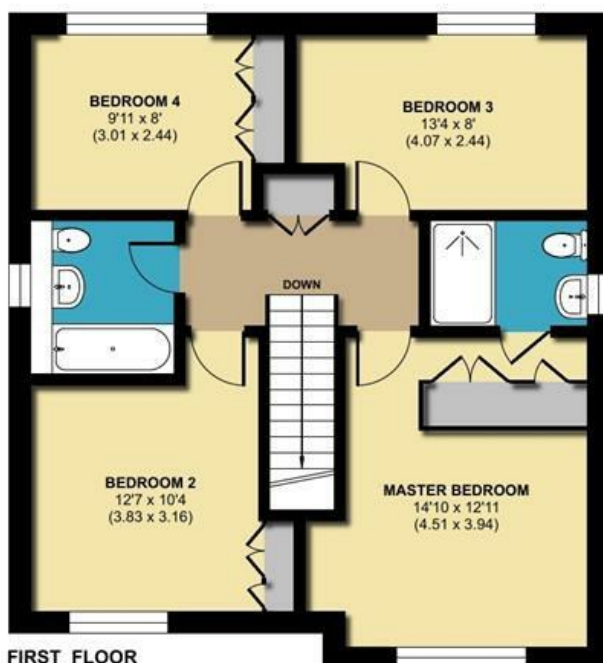 BEDROOM 4
9'11 x 8'
(3.01 x 2.44)
BEDROOM 3
13'4 x 8'
(4.07 x 2.44)
DOWN
BEDROOM 2
12'7 x 10'4
(3.83 x 3.16)
MASTER BEDROOM
14'10 x 12'11
(4.51 x 3.94)
FIRST FLOOR